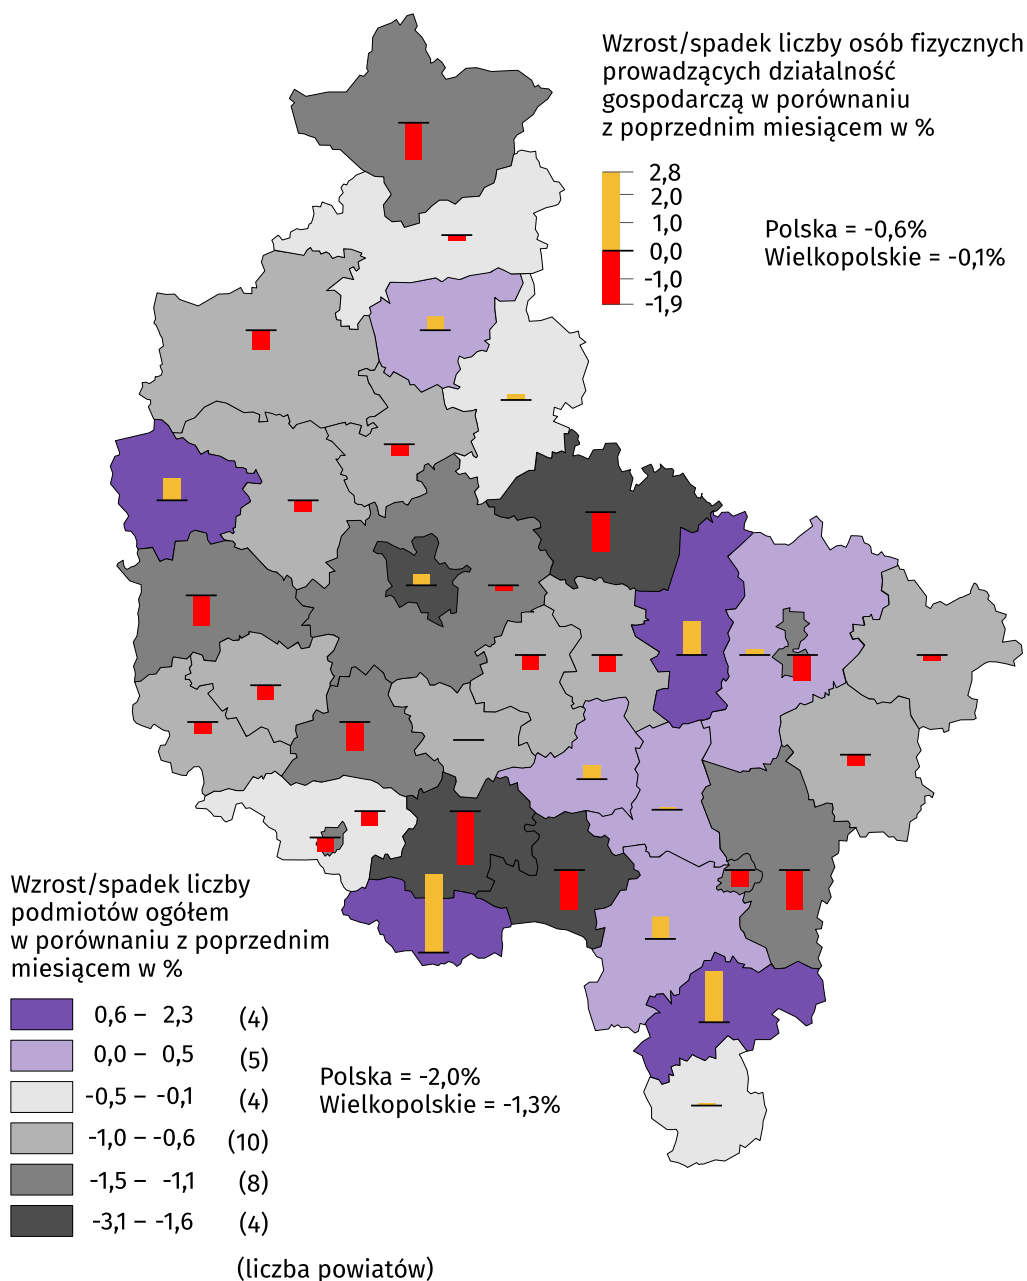 Wzrost/spadek liczby osób fizycznych
prowadzących działalność
gospodarczą w porównaniu
z poprzednim miesiącem w %
2,8
2,0
1,0
0,0
-1,0
-1,9
Polska = -0,6%
Wielkopolskie = -0,1%
Wzrost/spadek liczby
podmiotów ogółem
w porównaniu z poprzednim
miesiącem w %
0,6 – 2,3 (4)
0,0 – 0,5 (5)
-0,5 – -0,1 (4)
-1,0 – -0,6 (10)
-1,5 – -1,1 (8)
-3,1 – -1,6 (4)
(liczba powiatów)
Polska = -2,0%
Wielkopolskie = -1,3%